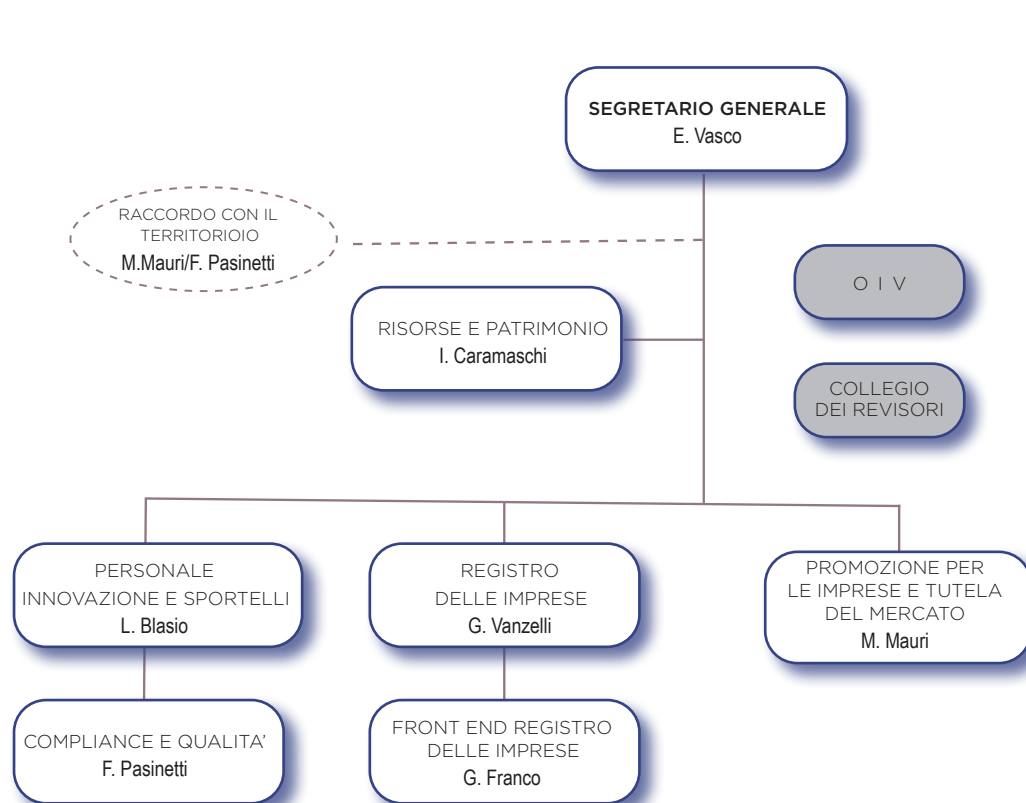 SEGRETARIO GENERALE
E. Vasco
RACCORDO CON IL
TERRITORIOIO
M.Mauri/F. Pasinetti
O I V
RISORSE E PATRIMONIO
I. Caramaschi
COLLEGIO
DEI REVISORI
PERSONALE
INNOVAZIONE E SPORTELLI
L. Blasio
REGISTRO
DELLE IMPRESE
G. Vanzelli
PROMOZIONE PER
LE IMPRESE E TUTELA
DEL MERCATO
M. Mauri
COMPLIANCE E QUALITA’
F. Pasinetti
FRONT END REGISTRO
DELLE IMPRESE
G. Franco